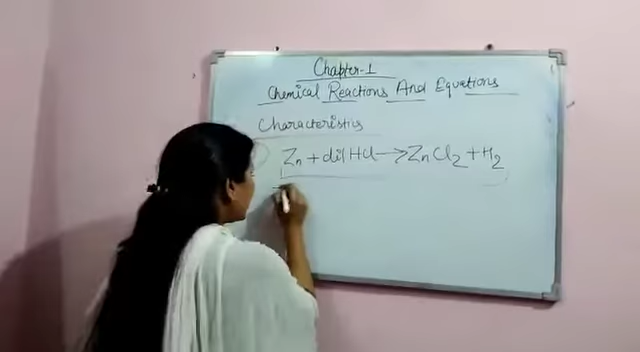 Chapter-1
Chemical Reactions And Equations
Characteristics
Zn + dil HCl → ZnCl2 + H2